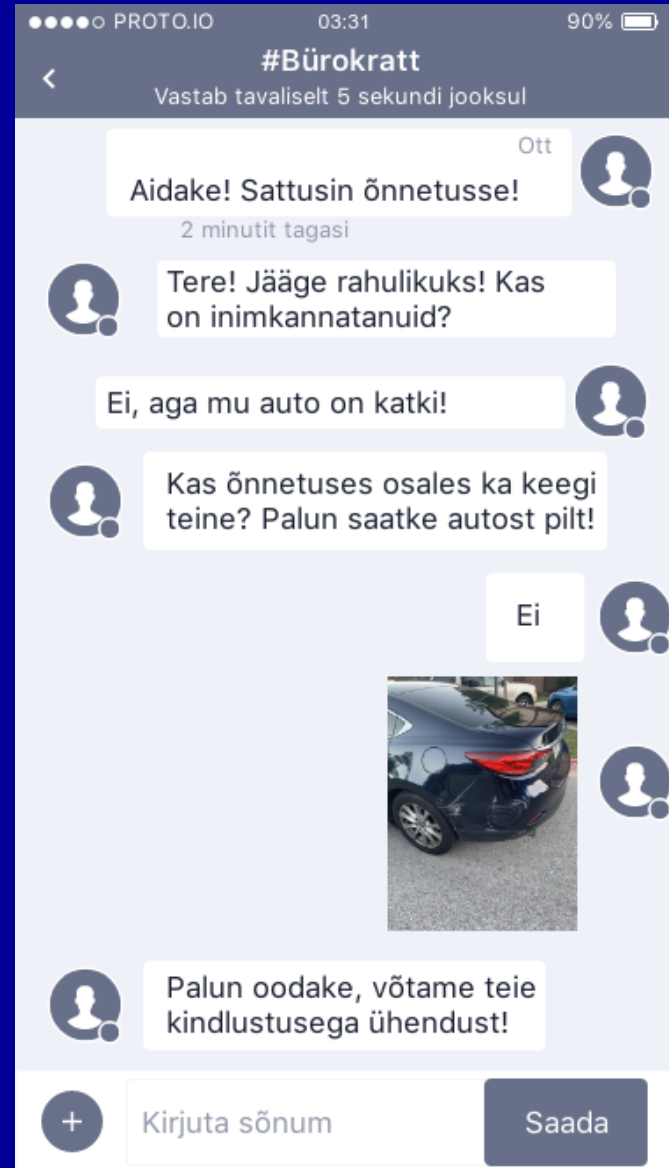 PROTO.IO 03:31 90%
#Bürokratt
Vastab tavaliselt 5 sekundi jooksul
Ott
Aidake! Sattusin õnnetusse!
2 minutit tagasi
Tere! Jääge rahulikuks! Kas
on inimkannatanuid?
Ei, aga mu auto on katki!
Kas õnnetuses osales ka keegi
teine? Palun saatke autost pilt!
Ei
Palun oodake, võtame teie
kindlustusega ühendust!
Kirjuta sõnum
Saada